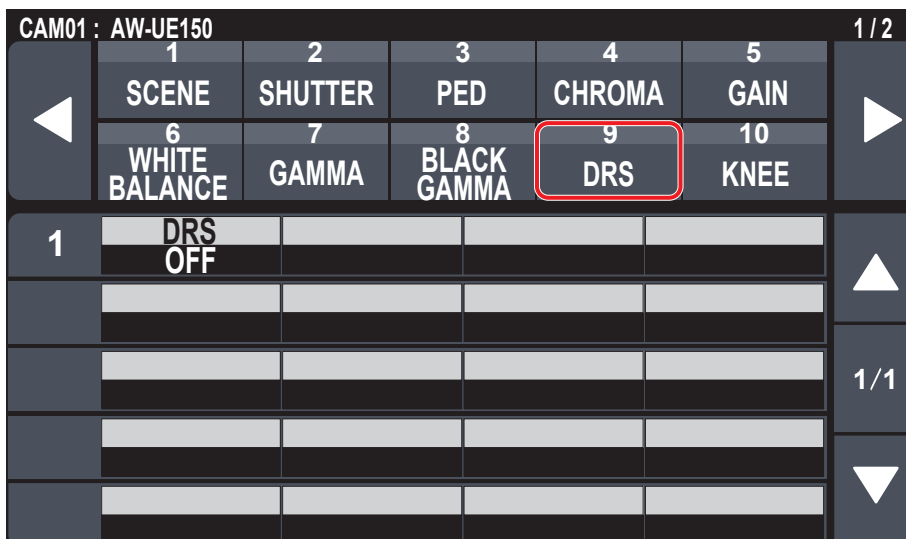 CAM01 : AW-UE150 1 / 2
1 2 3 4 5
SCENE SHUTTER PED CHROMA GAIN
6 7 8 9 10
WHITE BALANCE GAMMA BLACK GAMMA DRS KNEE
1 DRS
OFF
1/1